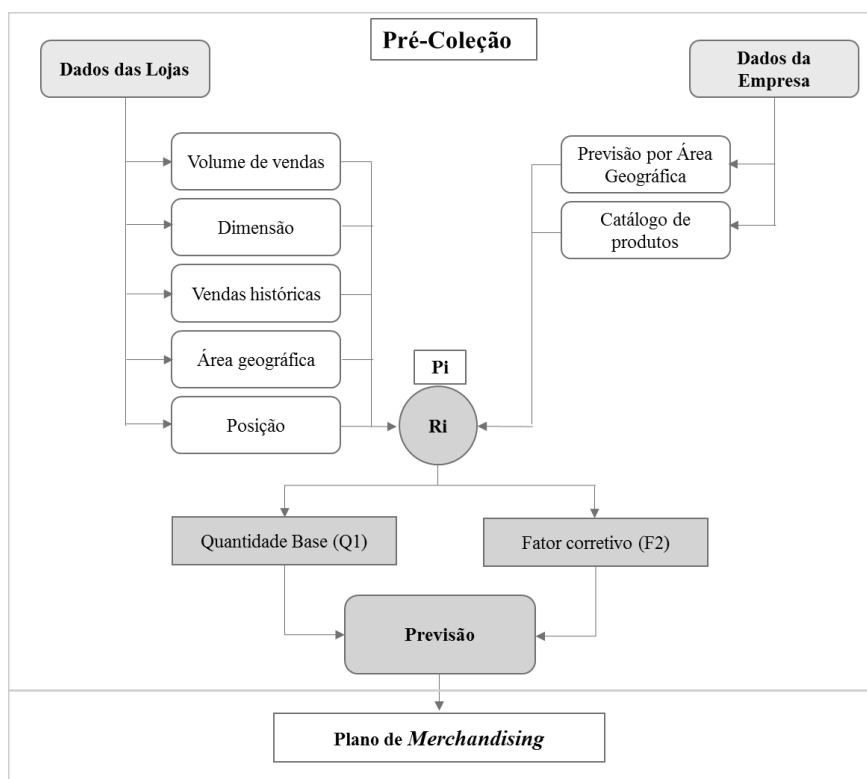 Pré-Coleção
Dados das Lojas
Dados da
Empresa
Volume de vendas
Dimensão
Vendas históricas
Área geográfica
Posição
Previsão por Área
Geográfica
Catálogo de
produtos
Pi
Ri
Quantidade Base (Q1)
Fator corretivo (F2)
Previsão
Plano de Merchandising